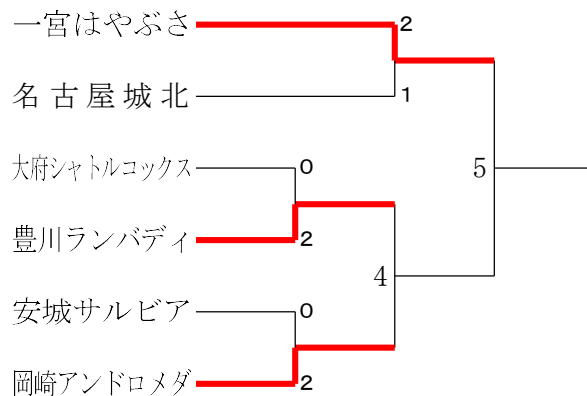 一宮はやぶさ
2
名古屋城北
1
大府シャトルコックス
0
5
豊川ランバディ
2
4
安城サルビア
0
岡崎アンドロメダ
2